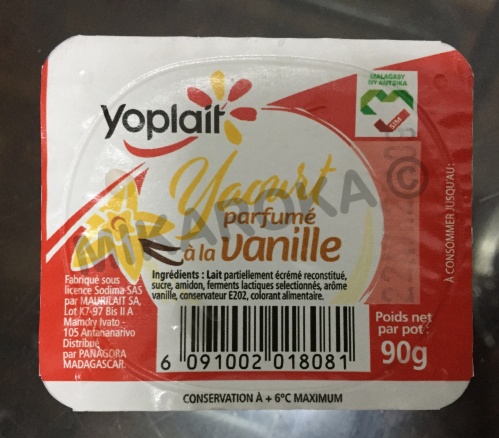 MALAGASY
NY ANTSIKA
SIM
Yoplait
Yaourt
parfumé
à la vanille
MIKAROKA ©
Ingrédients : Lait partiellement écrémé reconstitué,
sucre, amidon, ferments lactiques selectionnés, arôme
vanille, conservateur E202, colorant alimentaire.
Fabriqué sous
licence Sodima SAS
par MAURILAIT SA,
Lot K7-97 Bis II A
Mamory Ivato -
105 Antananarivo
Distribué
par PANAGORA
MADAGASCAR.
6 091002 018081
Poids net
par pot :
90g
À CONSOMMER JUSQU'AU :
CONSERVATION À + 6°C MAXIMUM